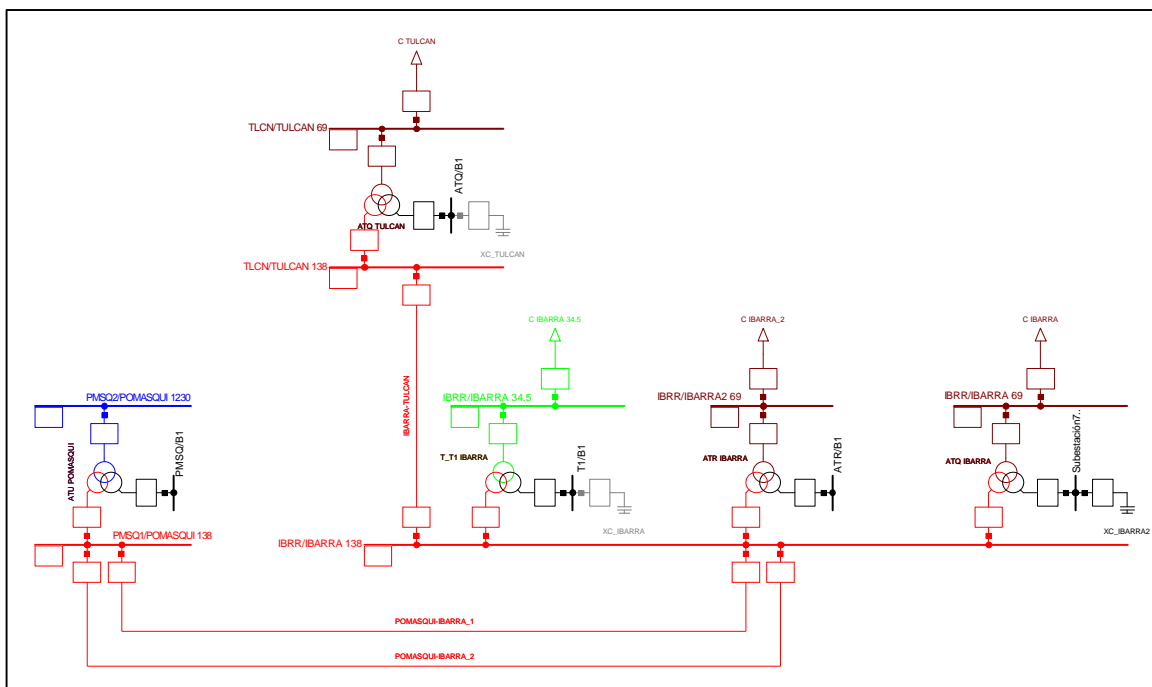 C TULCAN
TLCN/TULCAN 69
ATQ/B1
ATQ TULCAN
XC_TULCAN
TLCN/TULCAN 138
C IBARRA 34.5
C IBARRA_2
C IBARRA
IBARRA-TULCAN
PMSQ2/POMASQUI 1230
IBRR/IBARRA 34.5
IBRR/IBARRA2 69
IBRR/IBARRA 69
ATU POMASQUI
PMSQ/B1
T_T1 IBARRA
T1/B1
ATR IBARRA
ATR/B1
ATQ IBARRA
Subestación7..
XC_IBARRA
XC_IBARRA2
PMSQ1/POMASQUI 138
IBRR/IBARRA 138
POMASQUI-IBARRA_1
POMASQUI-IBARRA_2